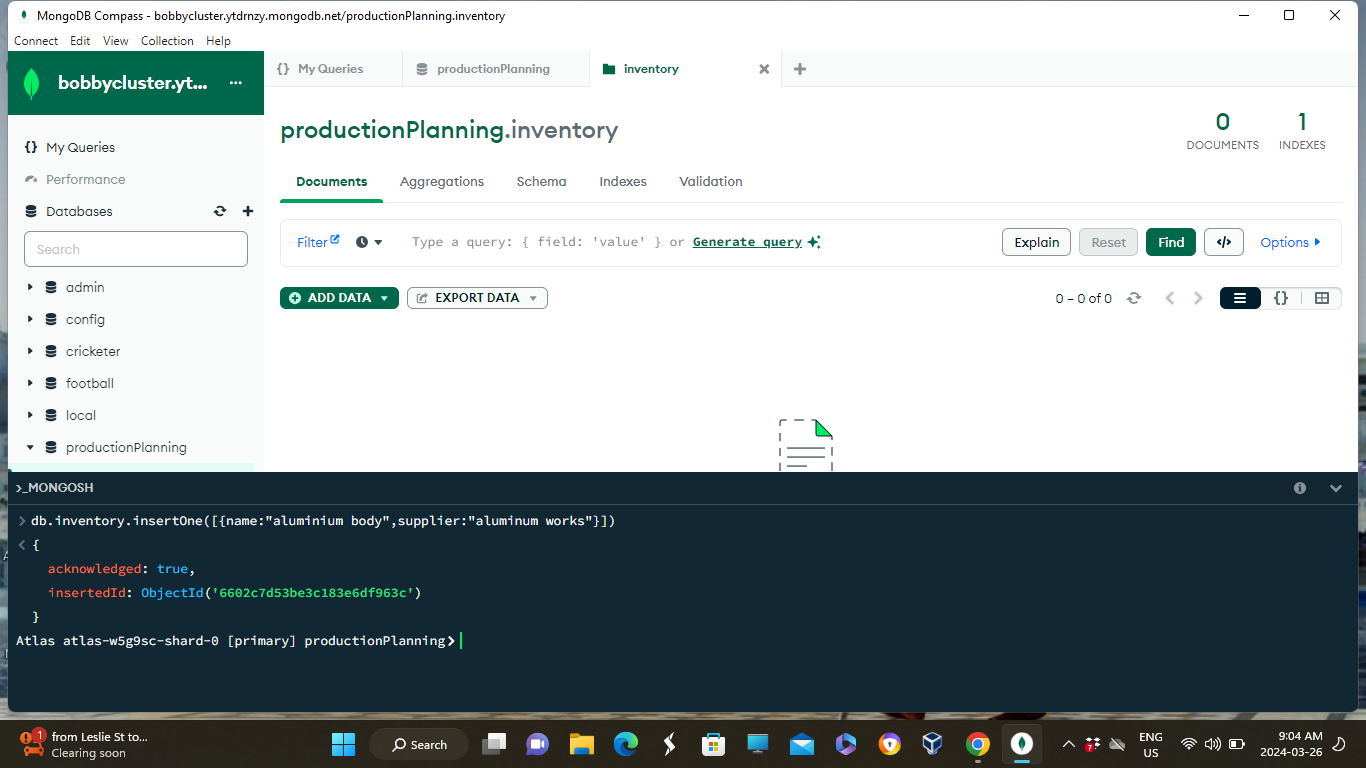 MongoDB Compass - bobbycluster.ytdrnzy.mongodb.net/productionPlanning.inventory
Connect Edit View Collection Help
bobbycluster.yt... ...
My Queries
Performance
Databases
Search
admin
config
cricketer
football
local
productionPlanning
{} My Queries
productionPlanning
inventory
productionPlanning.inventory
0
DOCUMENTS
1
INDEXES
Documents Aggregations Schema Indexes Validation
Filter
Type a query: { field: 'value' } or Generate query
Explain Reset Find </> Options
ADD DATA EXPORT DATA
0 – 0 of 0
{}
>_MONGOSH
db.inventory.insertOne([{name:"aluminium body",supplier:"aluminum works"}])
{
acknowledged: true,
insertedId: ObjectId('6602c7d53be3c183e6df963c')
}
Atlas atlas-w5g9sc-shard-0 [primary] productionPlanning>
1
from Leslie St to...
Clearing soon
Search
7
ENG
US
9:04 AM
2024-03-26